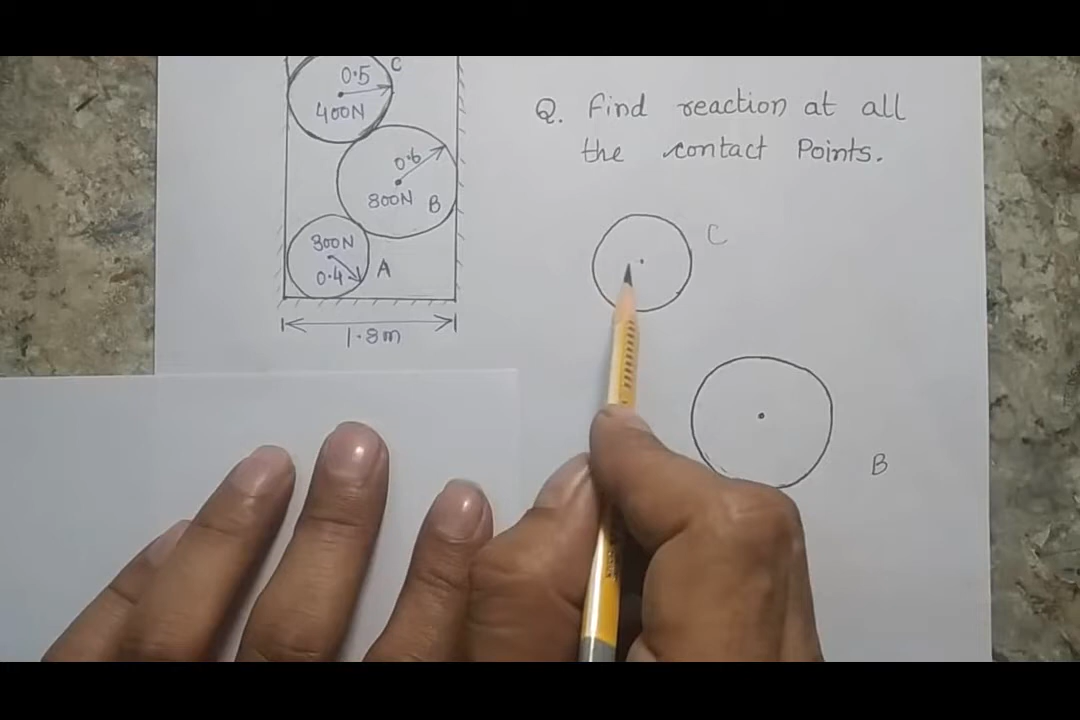 0.5
C
400N
0.6
800N
B
300N
0.4
A
1.8m
Q. Find reaction at all
the contact Points.
C
B